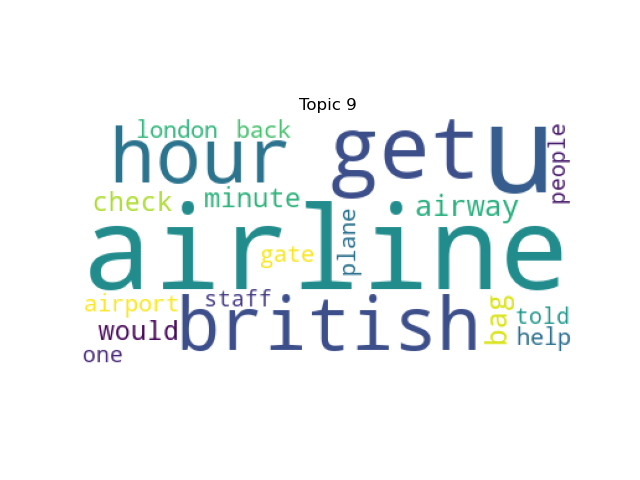 Topic 9
london back
hour get u people
check minute airway
airline
gate plane
airport staff
british bag told
would help
one